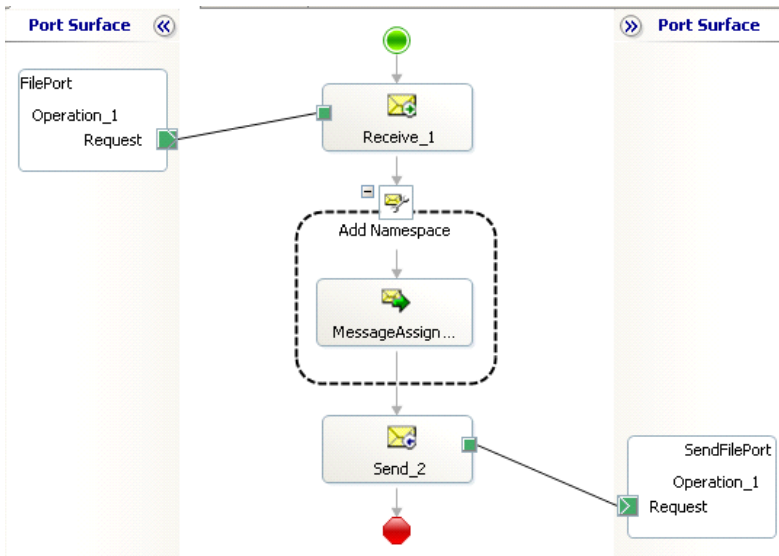 Port Surface
Port Surface
FilePort
Operation_1
Request
Receive_1
Add Namespace
MessageAssign...
Send_2
SendFilePort
Operation_1
Request